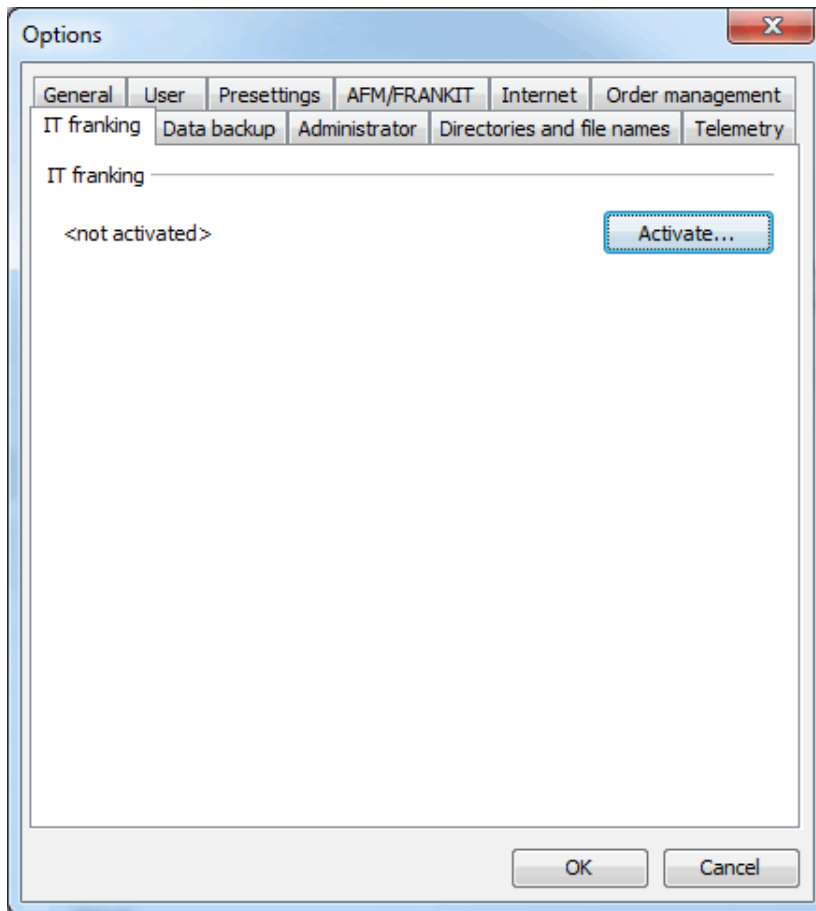 Options
General User Presettings AFM/FRANKIT Internet Order management
IT franking Data backup Administrator Directories and file names Telemetry
IT franking
<not activated> Activate...
OK Cancel